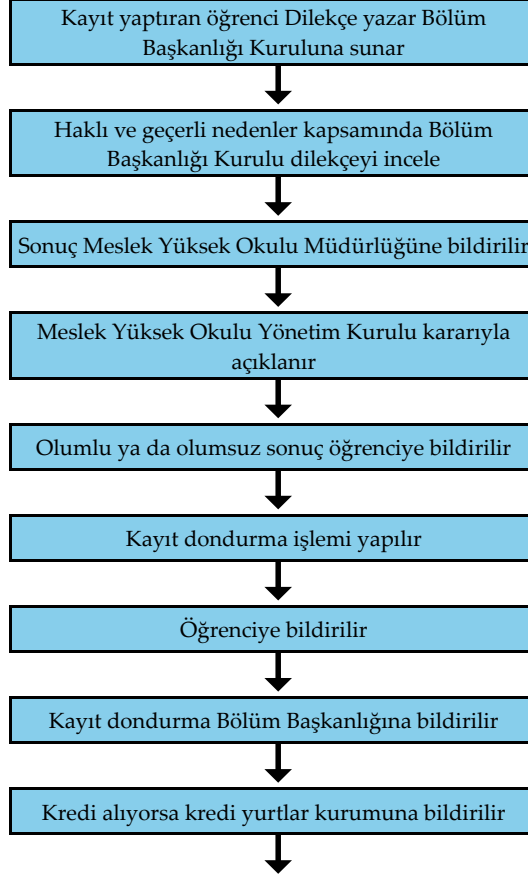 Kayıt yaptıran öğrenci Dilekçe yazar Bölüm
Başkanlığı Kuruluna sunar
Haklı ve geçerli nedenler kapsamında Bölüm
Başkanlığı Kurulu dilekçeyi incele
Sonuç Meslek Yüksek Okulu Müdürlüğüne bildirilir
Meslek Yüksek Okulu Yönetim Kurulu kararıyla
açıklanır
Olumlu ya da olumsuz sonuç öğrenciye bildirilir
Kayıt dondurma işlemi yapılır
Öğrenciye bildirilir
Kayıt dondurma Bölüm Başkanlığına bildirilir
Kredi alıyorsa kredi yurtlar kurumuna bildirilir